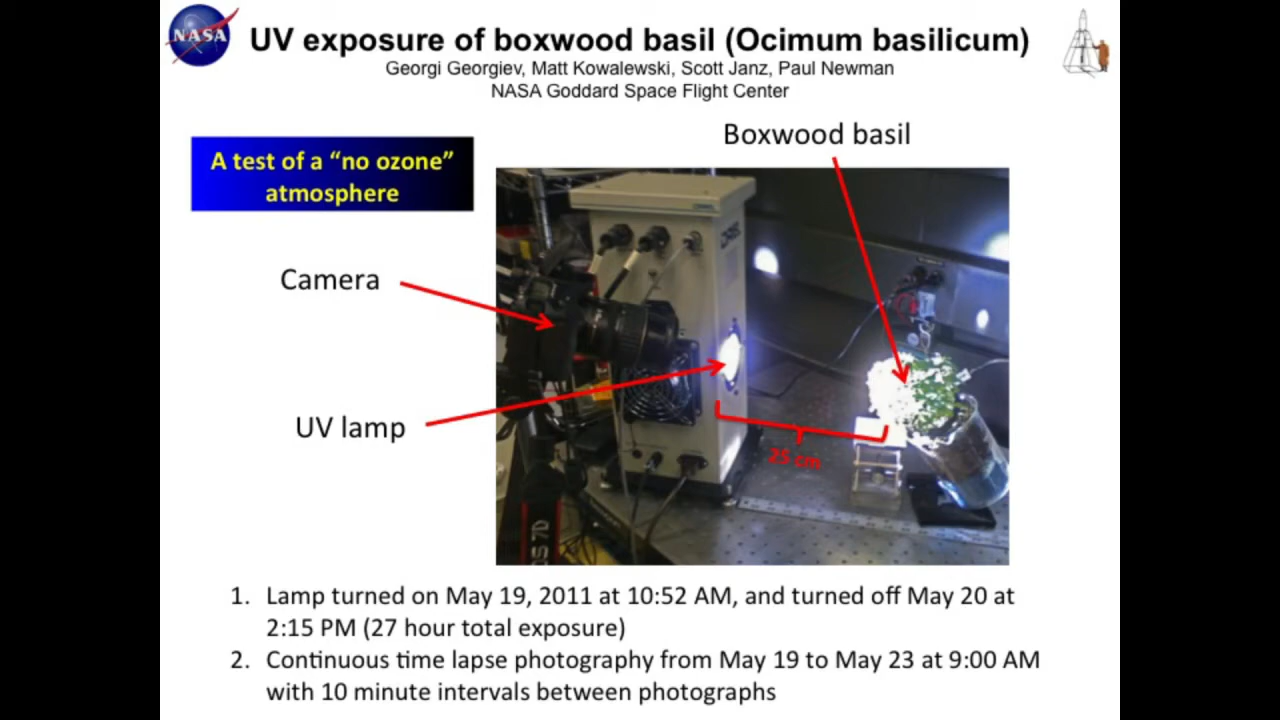 NASA
UV exposure of boxwood basil (Ocimum basilicum)
Georgi Georgiev, Matt Kowalewski, Scott Janz, Paul Newman
NASA Goddard Space Flight Center
Boxwood basil
A test of a “no ozone”
atmosphere
Camera
UV lamp
25 cm
1. Lamp turned on May 19, 2011 at 10:52 AM, and turned off May 20 at
2:15 PM (27 hour total exposure)
2. Continuous time lapse photography from May 19 to May 23 at 9:00 AM
with 10 minute intervals between photographs